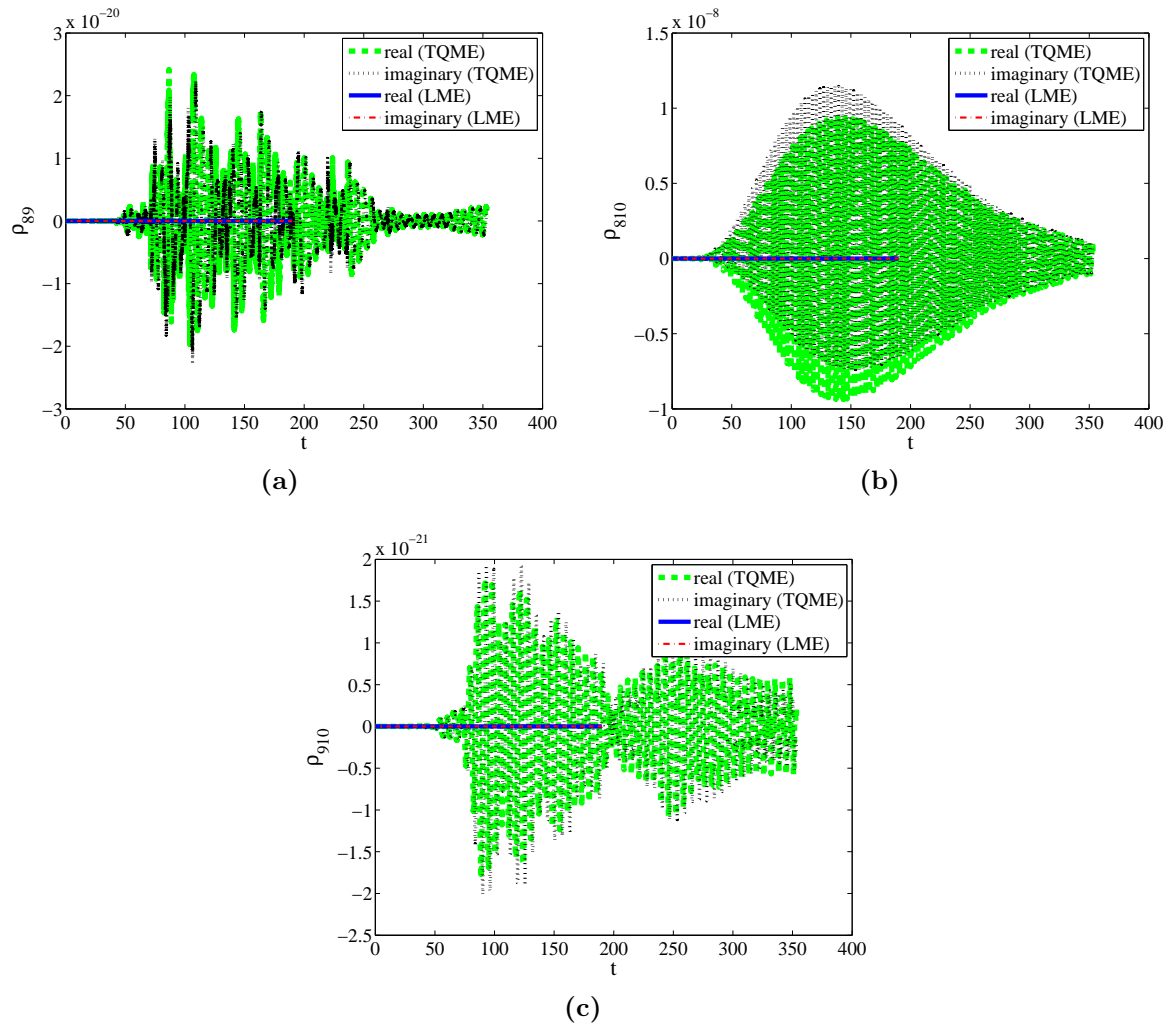 x 10−20
3
2
1
0
−1
−2
−3
ρ89
0 50 100 150 200 250 300 350 400
t
real (TQME)
imaginary (TQME)
real (LME)
imaginary (LME)
(a)
x 10−8
1.5
1
0.5
0
−0.5
−1
ρ810
0 50 100 150 200 250 300 350 400
t
real (TQME)
imaginary (TQME)
real (LME)
imaginary (LME)
(b)
x 10−21
2
1.5
1
0.5
0
−0.5
−1
−1.5
−2
−2.5
ρ910
0 50 100 150 200 250 300 350 400
t
real (TQME)
imaginary (TQME)
real (LME)
imaginary (LME)
(c)